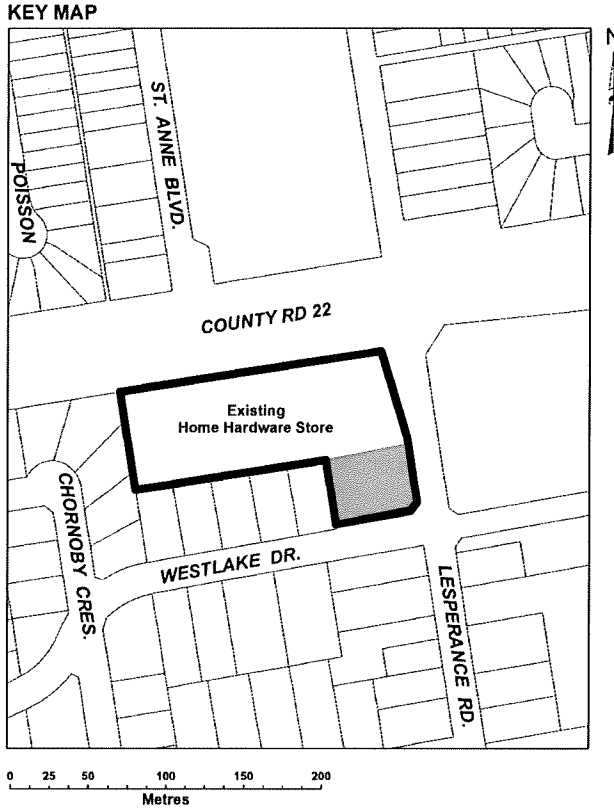 KEY MAP
N
ST. ANNE BLVD.
POISSON
COUNTY RD 22
Existing
Home Hardware Store
CHORNOBY CRES.
WESTLAKE DR.
LESPERANCE RD.
0 25 50 100 150 200
Metres